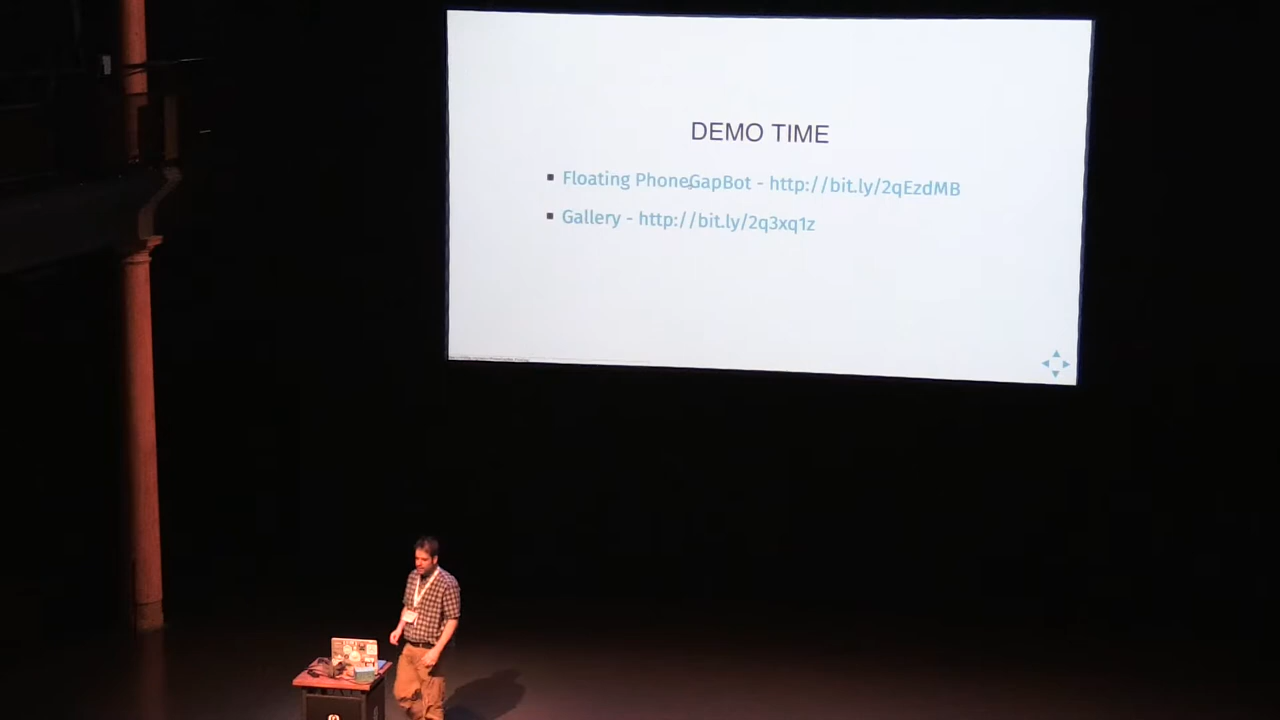 DEMO TIME
Floating PhoneGapBot - http://bit.ly/2qEzdMB
Gallery - http://bit.ly/2q3xq1z